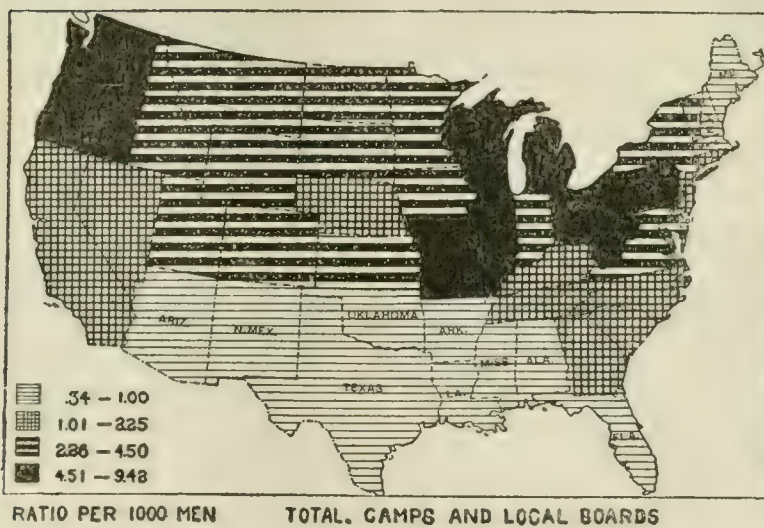 ME.
ARIZ.
N.MEX.
OKLAHOMA
ARK.
MISS.
ALA.
TEXAS
LA.
FLA.
.34 – 1.00
1.01 – 2.25
2.26 – 4.50
4.51 – 9.48
RATIO PER 1000 MEN TOTAL. CAMPS AND LOCAL BOARDS